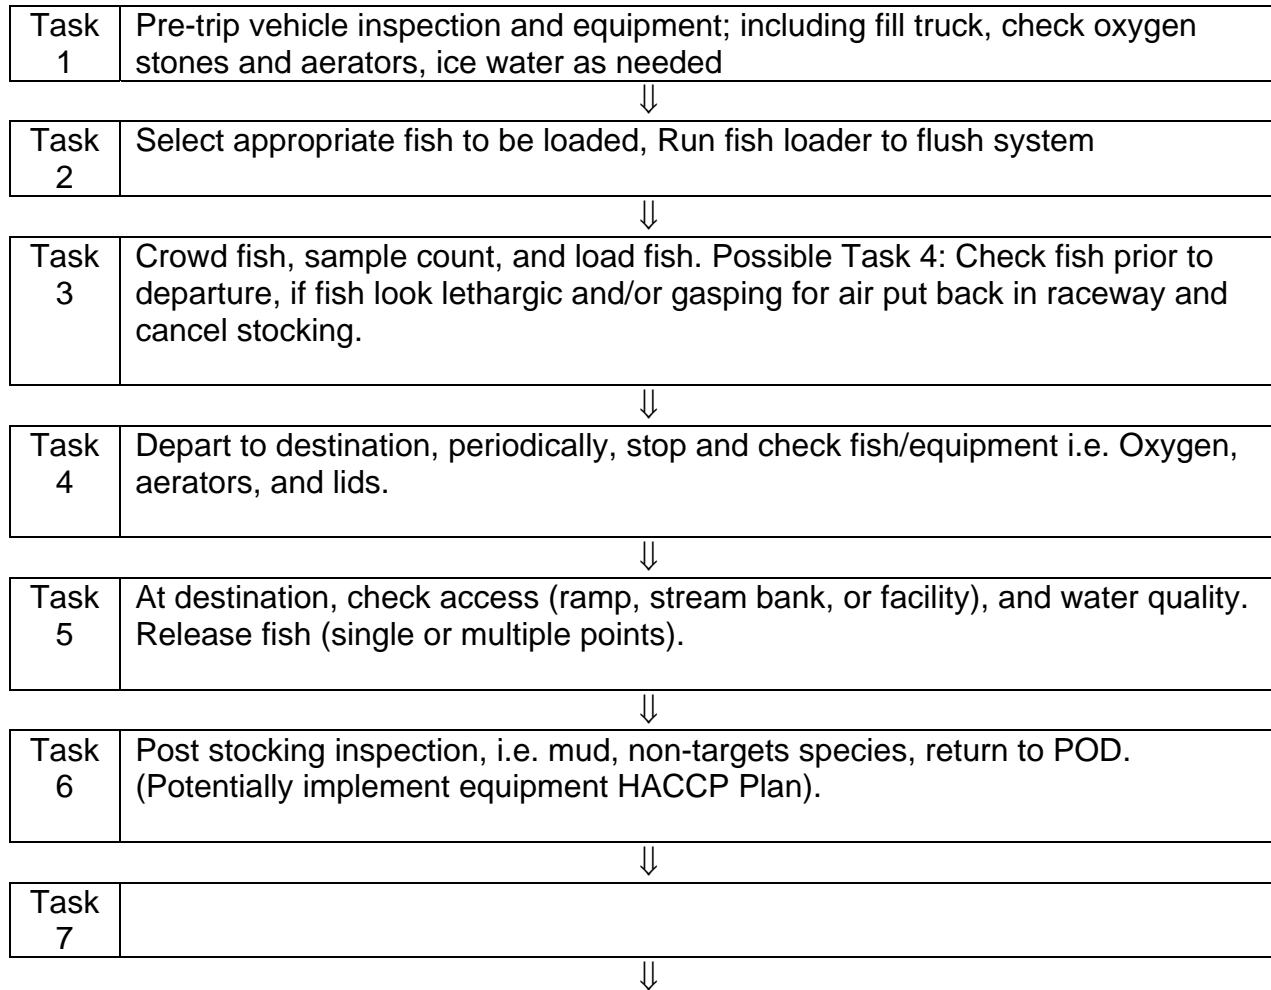 Task 1 Pre-trip vehicle inspection and equipment; including fill truck, check oxygen
stones and aerators, ice water as needed
⇓
Task 2 Select appropriate fish to be loaded, Run fish loader to flush system
⇓
Task 3 Crowd fish, sample count, and load fish. Possible Task 4: Check fish prior to
departure, if fish look lethargic and/or gasping for air put back in raceway and
cancel stocking.
⇓
Task 4 Depart to destination, periodically, stop and check fish/equipment i.e. Oxygen,
aerators, and lids.
⇓
Task 5 At destination, check access (ramp, stream bank, or facility), and water quality.
Release fish (single or multiple points).
⇓
Task 6 Post stocking inspection, i.e. mud, non-targets species, return to POD.
(Potentially implement equipment HACCP Plan).
⇓
Task 7
⇓